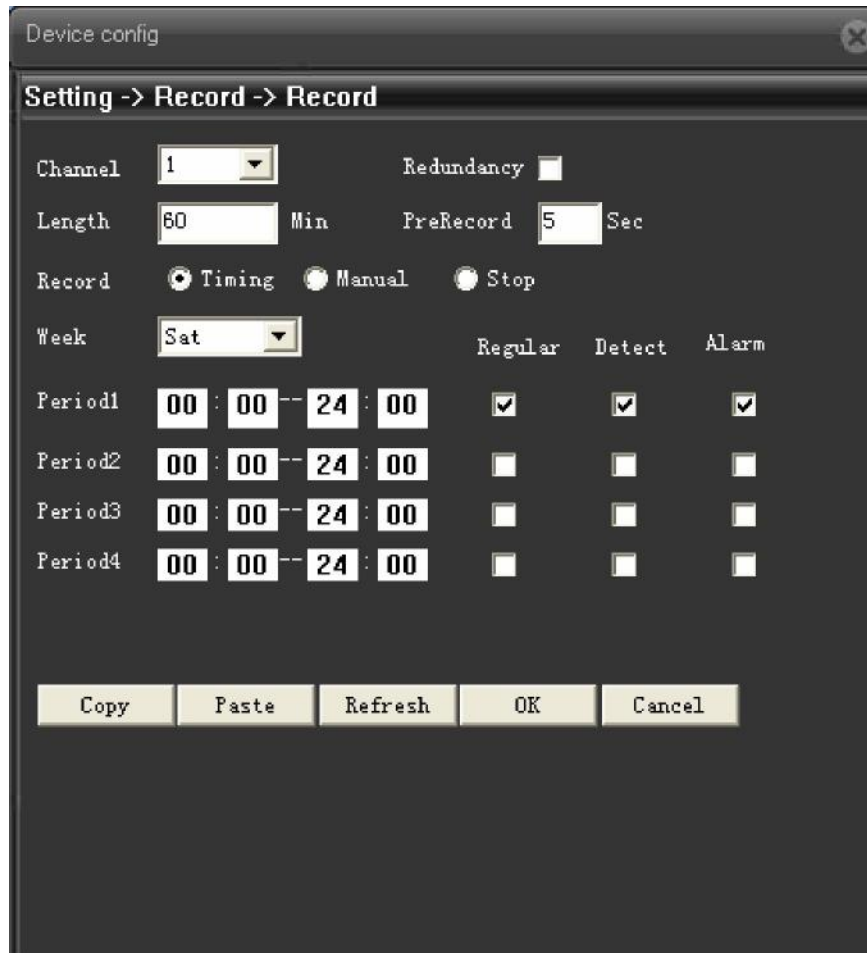 Device config
Setting -> Record -> Record
Channel 1 Redundancy
Length 60 Min PreRecord 5 Sec
Record Timing Manual Stop
Week Sat Regular Detect Alarm
Period1 00 : 00 -- 24 : 00
Period2 00 : 00 -- 24 : 00
Period3 00 : 00 -- 24 : 00
Period4 00 : 00 -- 24 : 00
Copy Paste Refresh OK Cancel